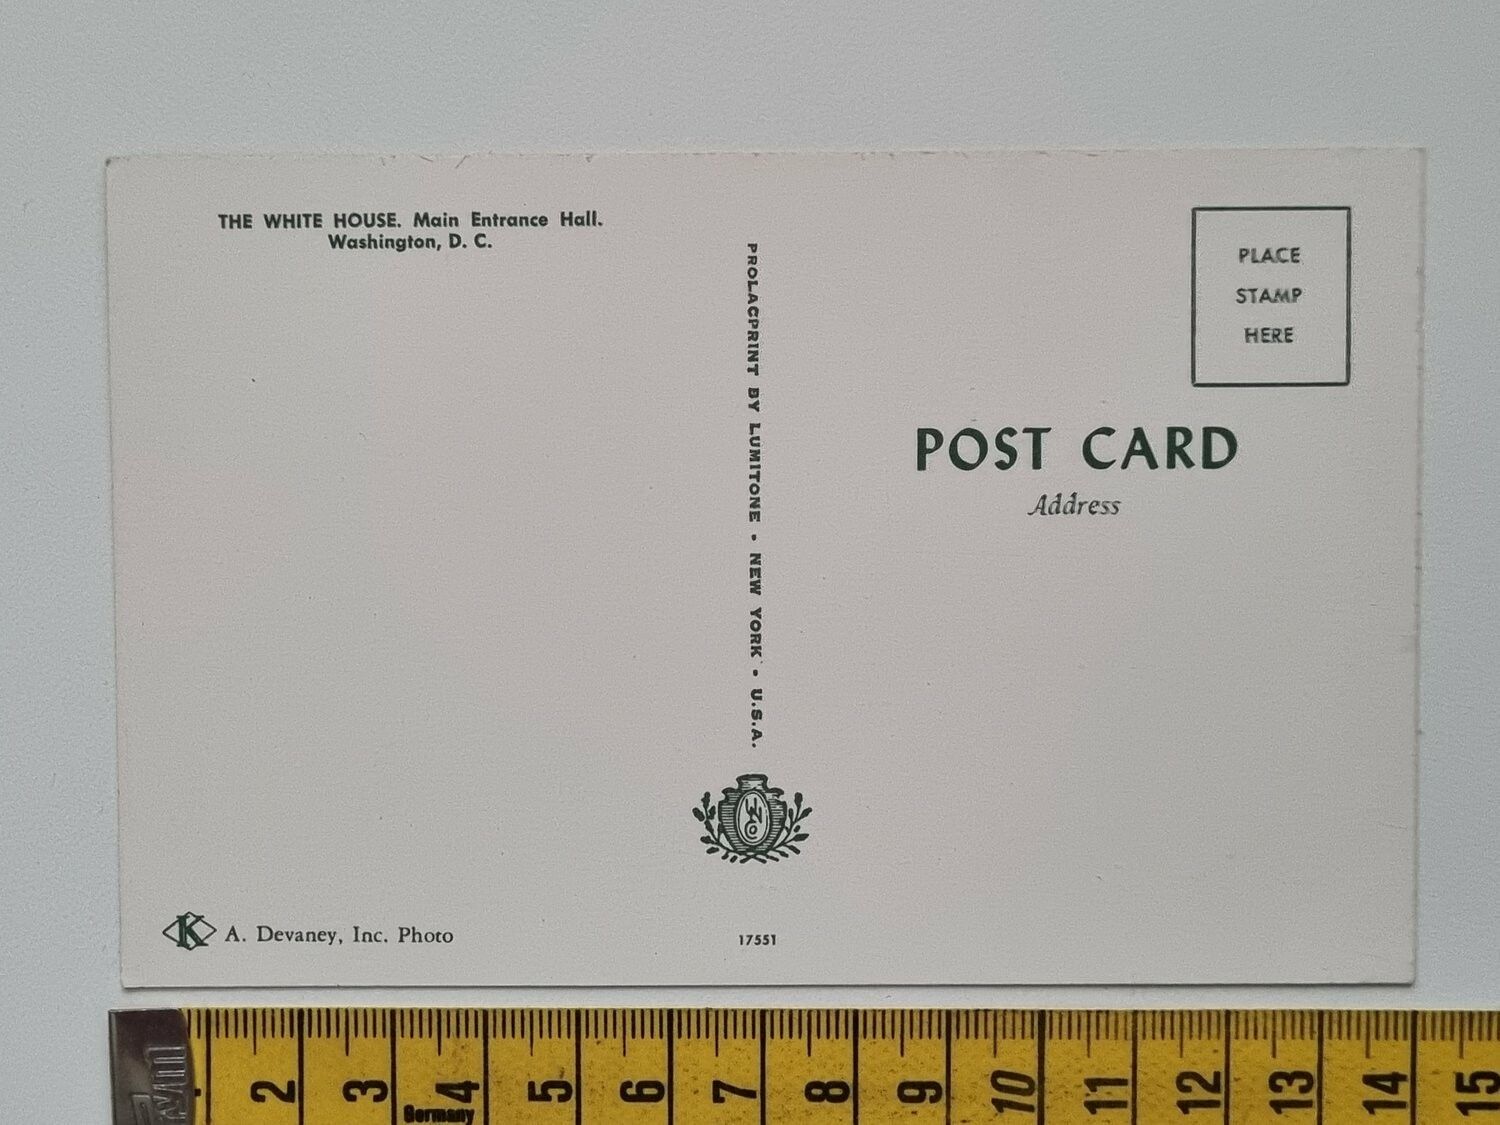 THE WHITE HOUSE. Main Entrance Hall.
Washington, D. C.
PROLACPRINT BY LUMITONE • NEW YORK • U.S.A.
PLACE
STAMP
HERE
POST CARD
Address
K A. Devaney, Inc. Photo
17551
2 3 4 5 6 7 8 9 10 11 12 13 14 15
Germany